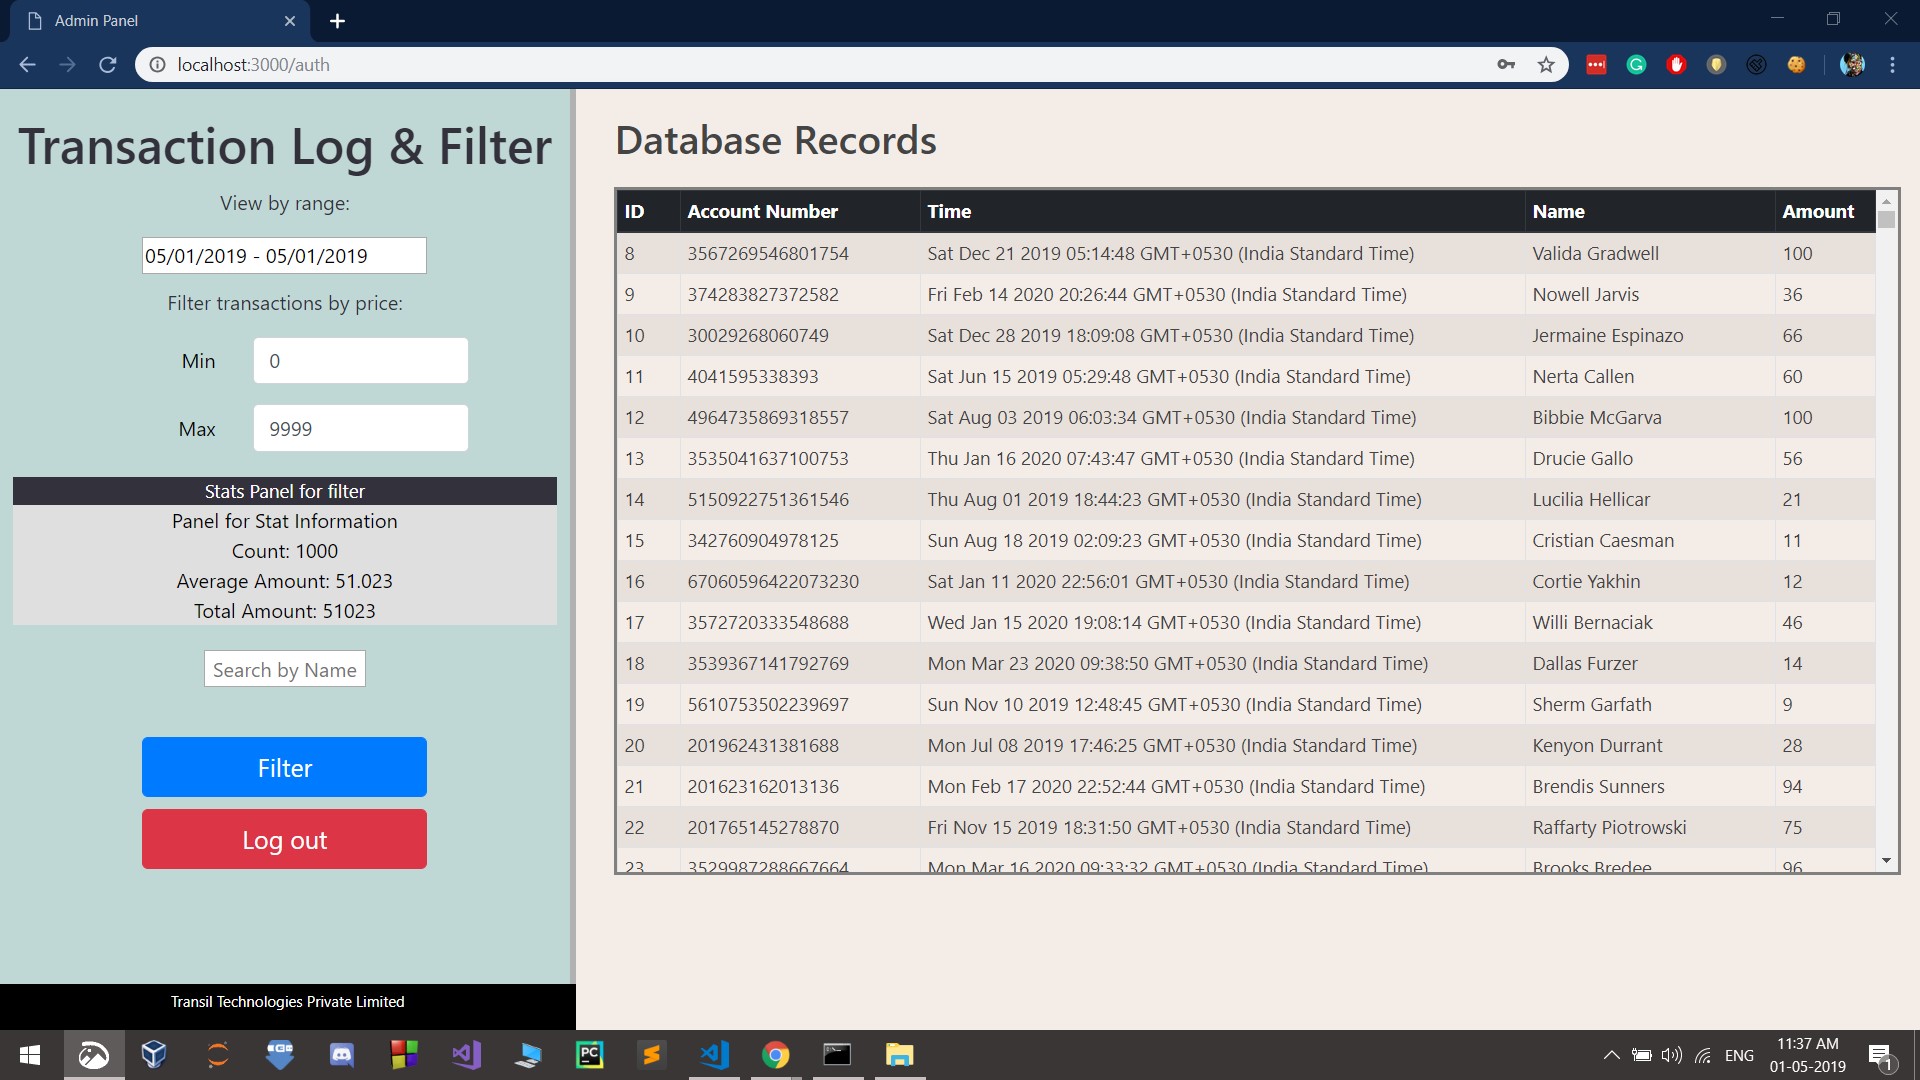 Admin Panel
localhost:3000/auth
Transaction Log & Filter
View by range:
05/01/2019 - 05/01/2019
Filter transactions by price:
Min 0
Max 9999
Stats Panel for filter
Panel for Stat Information
Count: 1000
Average Amount: 51.023
Total Amount: 51023
Search by Name
Filter
Log out
Transil Technologies Private Limited
Database Records
ID Account Number Time Name Amount
8 3567269546801754 Sat Dec 21 2019 05:14:48 GMT+0530 (India Standard Time) Valida Gradwell 100
9 374283827372582 Fri Feb 14 2020 20:26:44 GMT+0530 (India Standard Time) Nowell Jarvis 36
10 30029268060749 Sat Dec 28 2019 18:09:08 GMT+0530 (India Standard Time) Jermaine Espinazo 66
11 4041595338393 Sat Jun 15 2019 05:29:48 GMT+0530 (India Standard Time) Nerta Callen 60
12 4964735869318557 Sat Aug 03 2019 06:03:34 GMT+0530 (India Standard Time) Bibbie McGarva 100
13 3535041637100753 Thu Jan 16 2020 07:43:47 GMT+0530 (India Standard Time) Drucie Gallo 56
14 5150922751361546 Thu Aug 01 2019 18:44:23 GMT+0530 (India Standard Time) Lucilia Hellicar 21
15 342760904978125 Sun Aug 18 2019 02:09:23 GMT+0530 (India Standard Time) Cristian Caesman 11
16 67060596422073230 Sat Jan 11 2020 22:56:01 GMT+0530 (India Standard Time) Cortie Yakhin 12
17 3572720333548688 Wed Jan 15 2020 19:08:14 GMT+0530 (India Standard Time) Willi Bernaciak 46
18 3539367141792769 Mon Mar 23 2020 09:38:50 GMT+0530 (India Standard Time) Dallas Furzer 14
19 5610753502239697 Sun Nov 10 2019 12:48:45 GMT+0530 (India Standard Time) Sherm Garfath 9
20 201962431381688 Mon Jul 08 2019 17:46:25 GMT+0530 (India Standard Time) Kenyon Durrant 28
21 201623162013136 Mon Feb 17 2020 22:52:44 GMT+0530 (India Standard Time) Brendis Sunners 94
22 201765145278870 Fri Nov 15 2019 18:31:50 GMT+0530 (India Standard Time) Raffarty Piotrowski 75
23 3529987288667664 Mon Mar 16 2020 09:33:32 GMT+0530 (India Standard Time) Brooks Bredee 96
PC
ENG
11:37 AM
01-05-2019
1